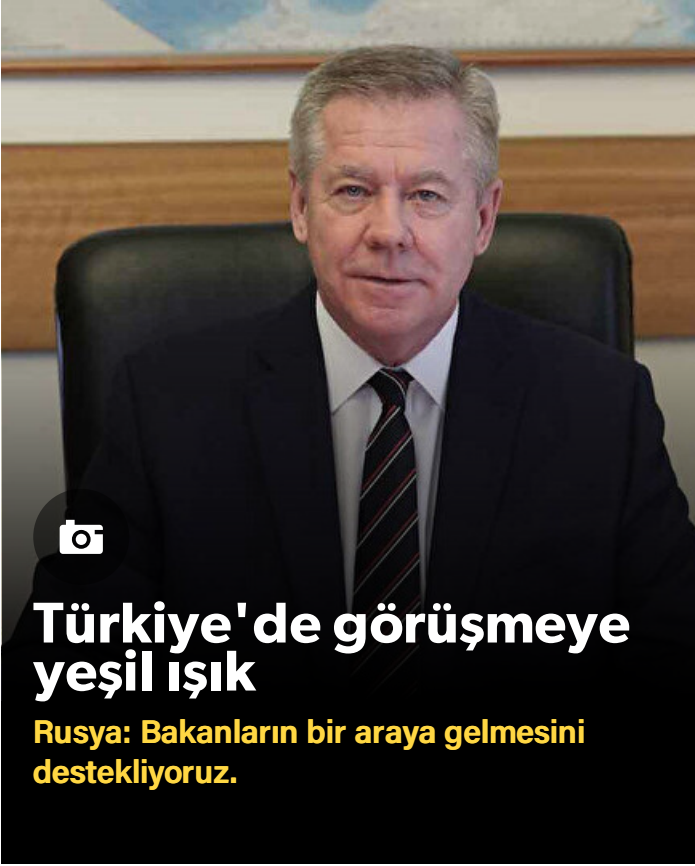 Türkiye'de görüşmeye
yeşil ışık
Rusya: Bakanların bir araya gelmesini
destekliyoruz.